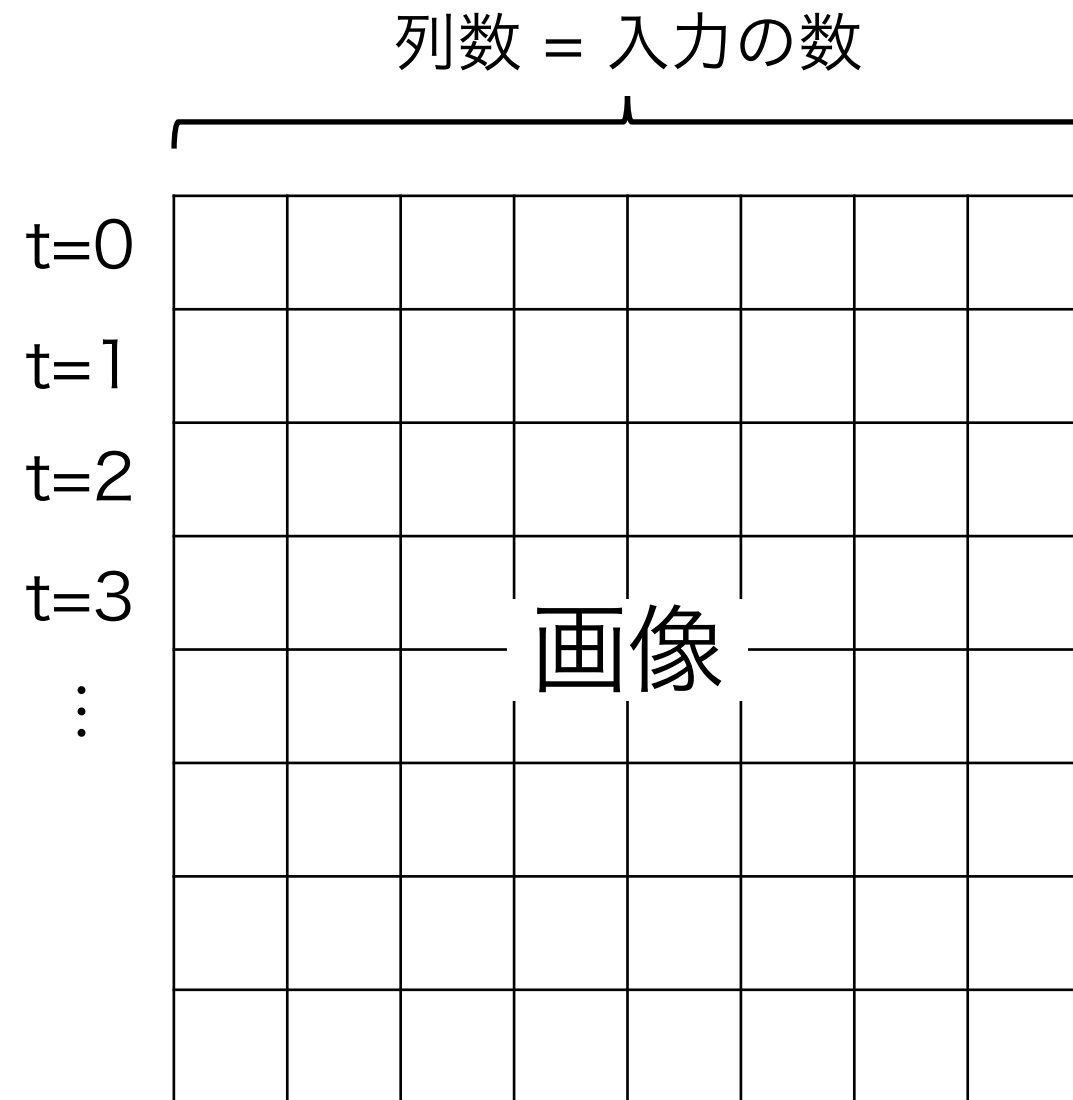 列数 = 入力の数
t=0
t=1
t=2
t=3
⋮
画像